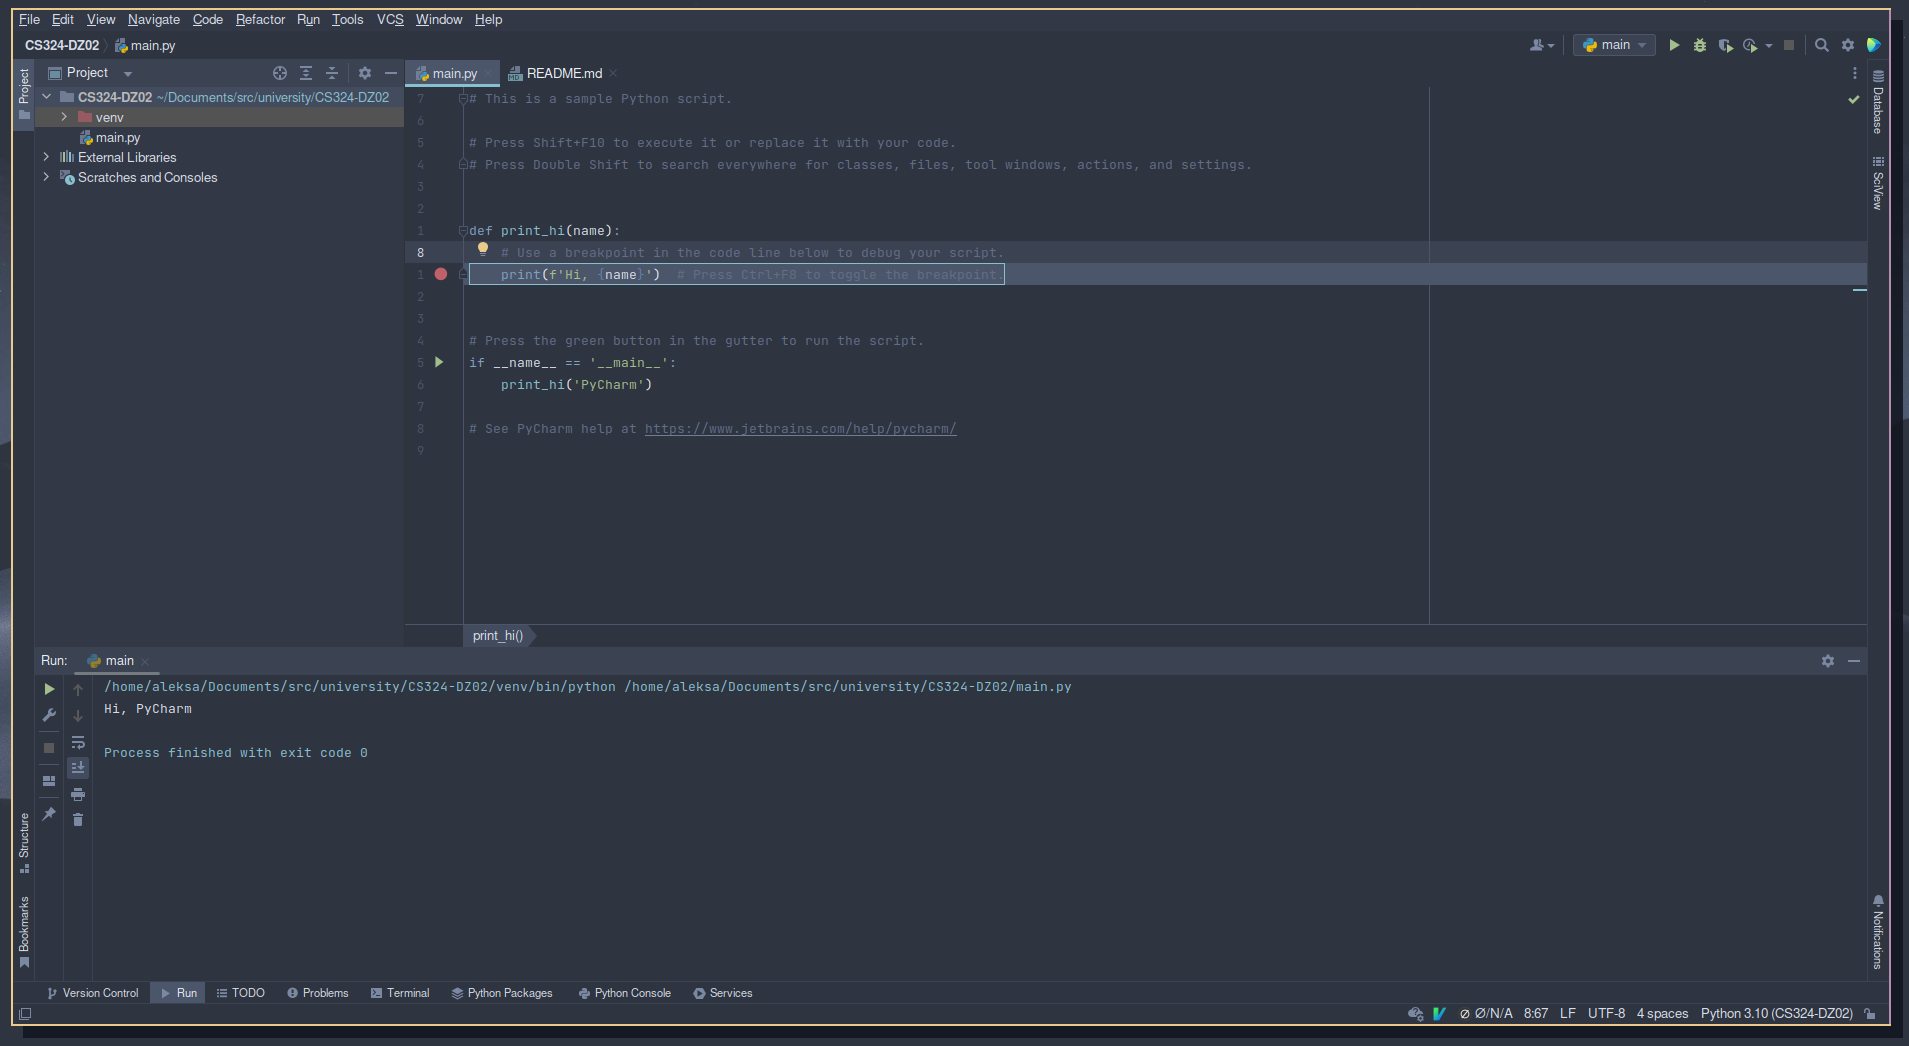 File Edit View Navigate Code Refactor Run Tools VCS Window Help
CS324-DZ02 main.py
main
Project
Project
main.py
README.md
CS324-DZ02 ~/Documents/src/university/CS324-DZ02
venv
main.py
External Libraries
Scratches and Consoles
7 # This is a sample Python script.
6
5 # Press Shift+F10 to execute it or replace it with your code.
4 # Press Double Shift to search everywhere for classes, files, tool windows, actions, and settings.
3
2
1 def print_hi(name):
8 # Use a breakpoint in the code line below to debug your script.
1 print(f'Hi, {name}') # Press Ctrl+F8 to toggle the breakpoint.
2
3
4 # Press the green button in the gutter to run the script.
5 if __name__ == '__main__':
6 print_hi('PyCharm')
7
8 # See PyCharm help at https://www.jetbrains.com/help/pycharm/
9
print_hi()
Database
SciView
Run: main
/home/aleksa/Documents/src/university/CS324-DZ02/venv/bin/python /home/aleksa/Documents/src/university/CS324-DZ02/main.py
Hi, PyCharm
Process finished with exit code 0
Structure
Bookmarks
Notifications
Version Control Run TODO Problems Terminal Python Packages Python Console Services
Ø/N/A 8:67 LF UTF-8 4 spaces Python 3.10 (CS324-DZ02)